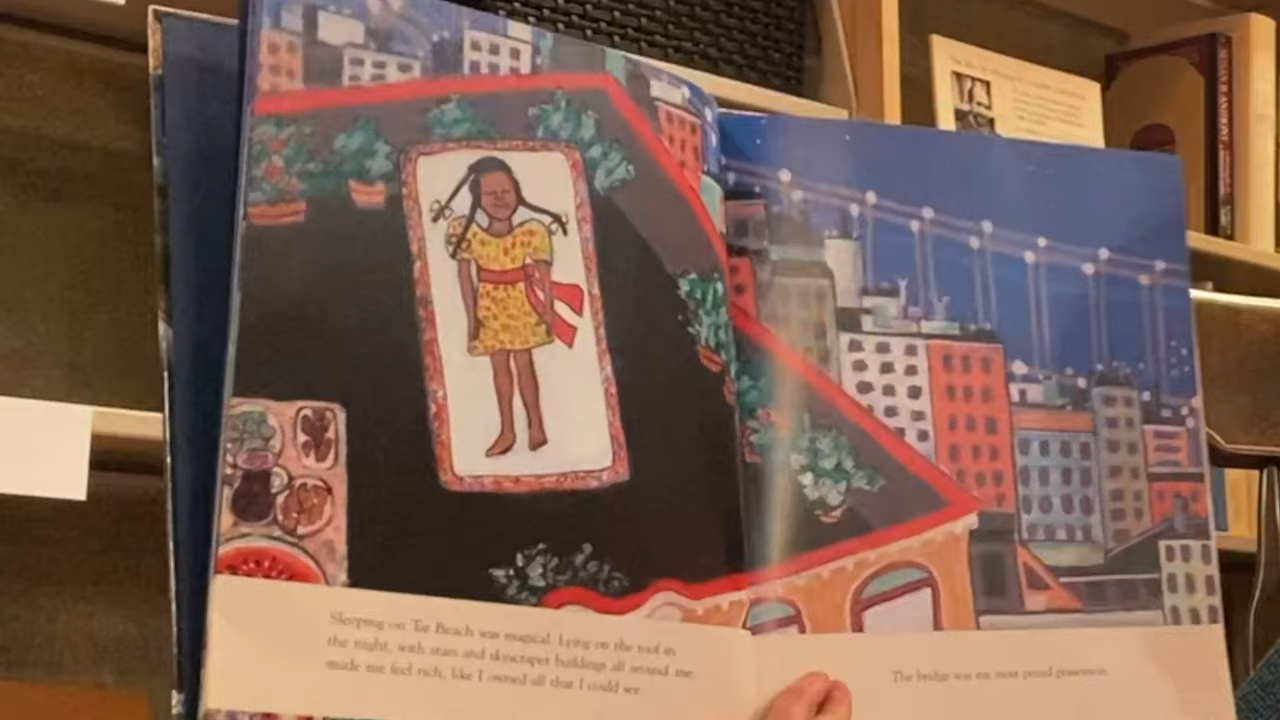 Sleeping on Tar Beach was magical. Lying on the roof in
the night, with stars and skyscraper buildings all around me,
made me feel rich, like I owned all that I could see.
The bridge was my most prized possession.